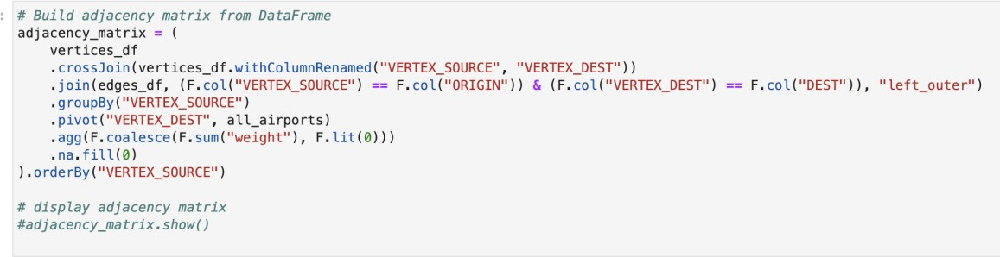 :
# Build adjacency matrix from DataFrame
adjacency_matrix = (
    vertices_df
    .crossJoin(vertices_df.withColumnRenamed("VERTEX_SOURCE", "VERTEX_DEST"))
    .join(edges_df, (F.col("VERTEX_SOURCE") == F.col("ORIGIN")) & (F.col("VERTEX_DEST") == F.col("DEST")), "left_outer")
    .groupBy("VERTEX_SOURCE")
    .pivot("VERTEX_DEST", all_airports)
    .agg(F.coalesce(F.sum("weight"), F.lit(0)))
    .na.fill(0)
).orderBy("VERTEX_SOURCE")

# display adjacency matrix
#adjacency_matrix.show()